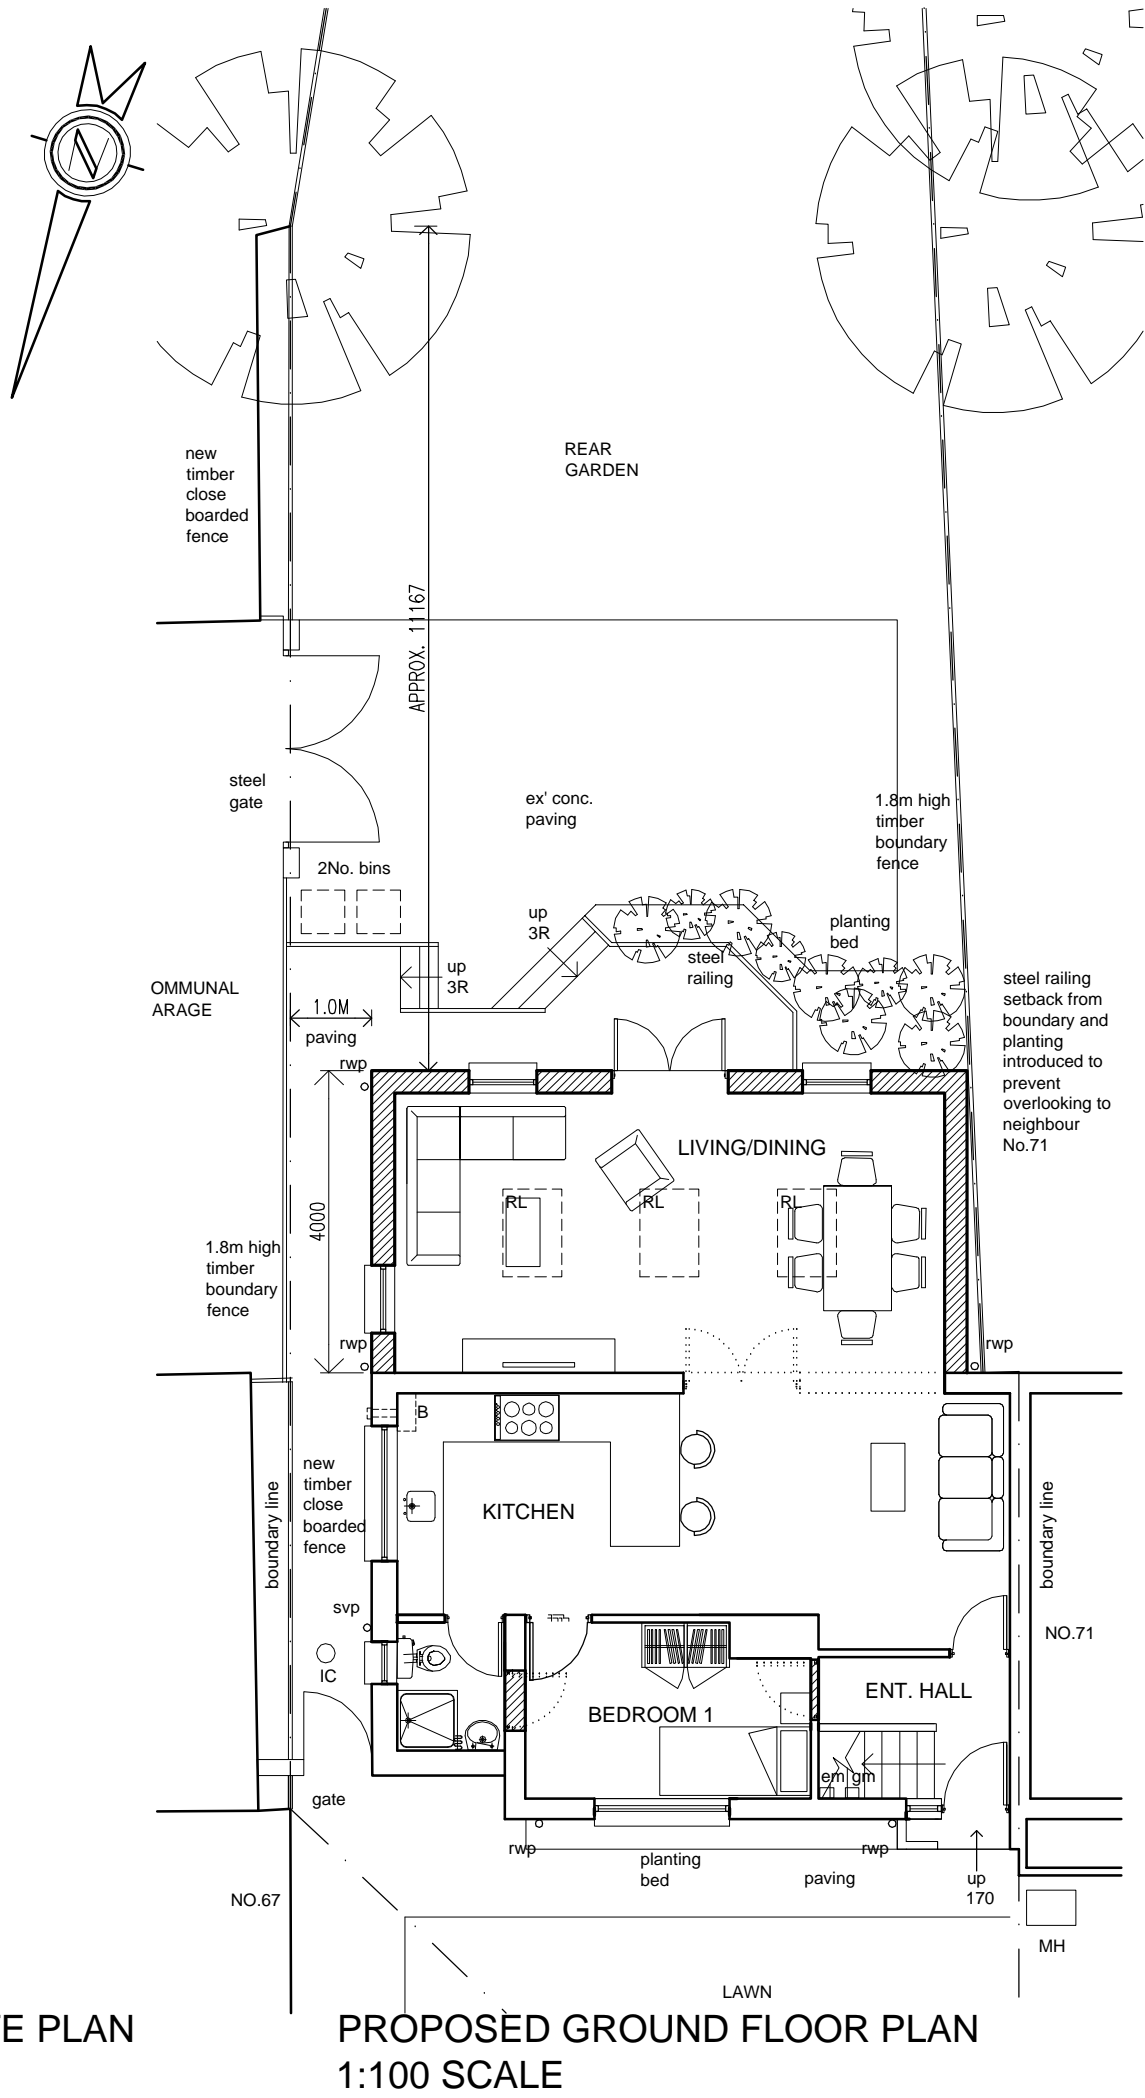 new
timber
close
boarded
fence
REAR
GARDEN
APPROX. 11167
steel
gate
ex' conc.
paving
1.8m high
timber
boundary
fence
2No. bins
up
3R
planting
bed
steel
railing
up
3R
OMMUNAL
ARAGE
1.0M
paving
steel railing
setback from
boundary and
planting
introduced to
prevent
overlooking to
neighbour
No.71
rwp
LIVING/DINING
4000
RL
RL
RL
1.8m high
timber
boundary
fence
rwp
rwp
B
new
timber
close
boarded
fence
boundary line
KITCHEN
boundary line
svp
IC
NO.71
ENT. HALL
BEDROOM 1
em gm
gate
rwp
planting
bed
rwp
paving
up
170
NO.67
MH
LAWN
E PLAN
PROPOSED GROUND FLOOR PLAN
1:100 SCALE